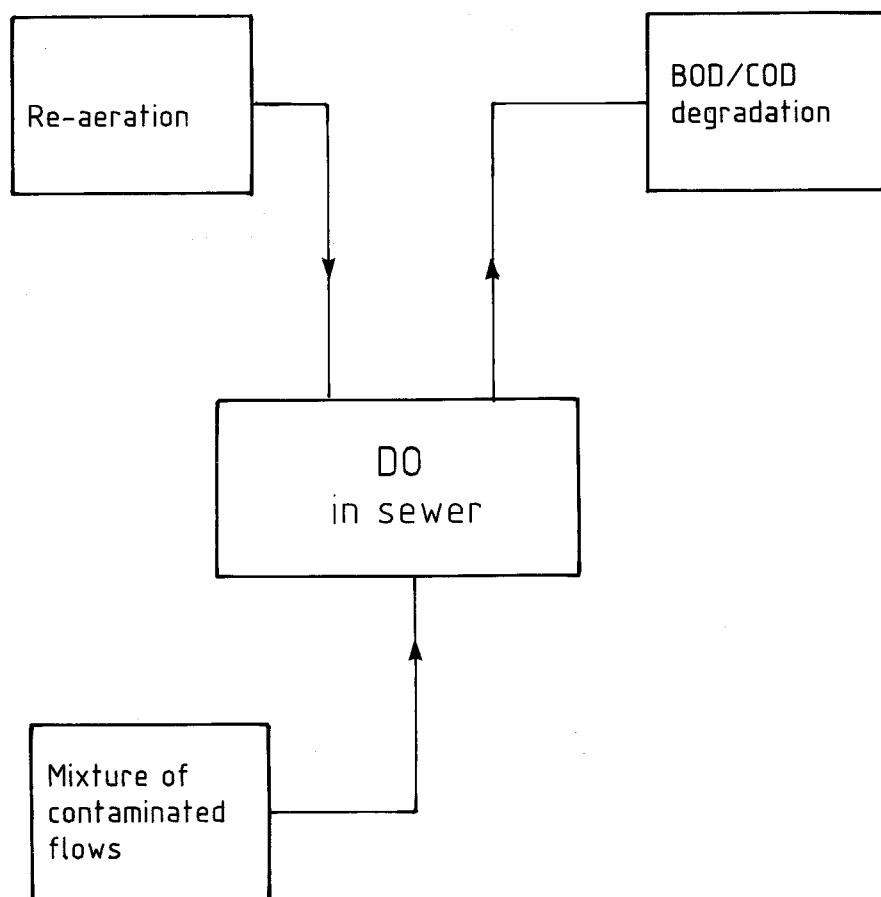 Re-aeration
BOD/COD
degradation
DO
in sewer
Mixture of
contaminated
flows